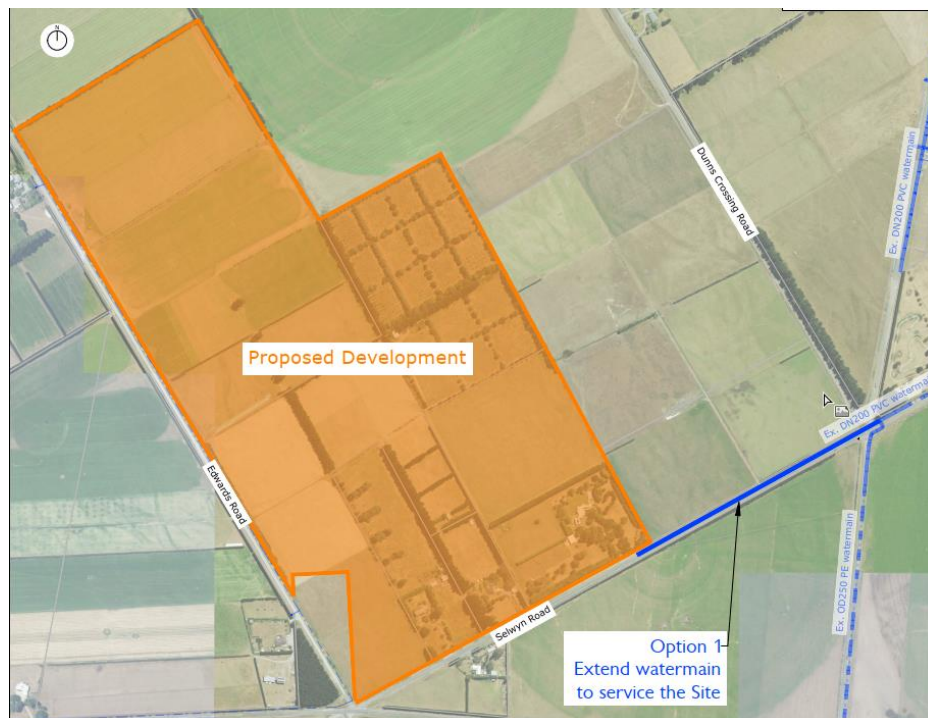 N
Dunns Crossing Road
Ex. DN200 PVC watermain
Proposed Development
Ex. DN200 PVC watermain
Edwards Road
Ex. OD250 PE watermain
Selwyn Road
Option 1
Extend watermain
to service the Site